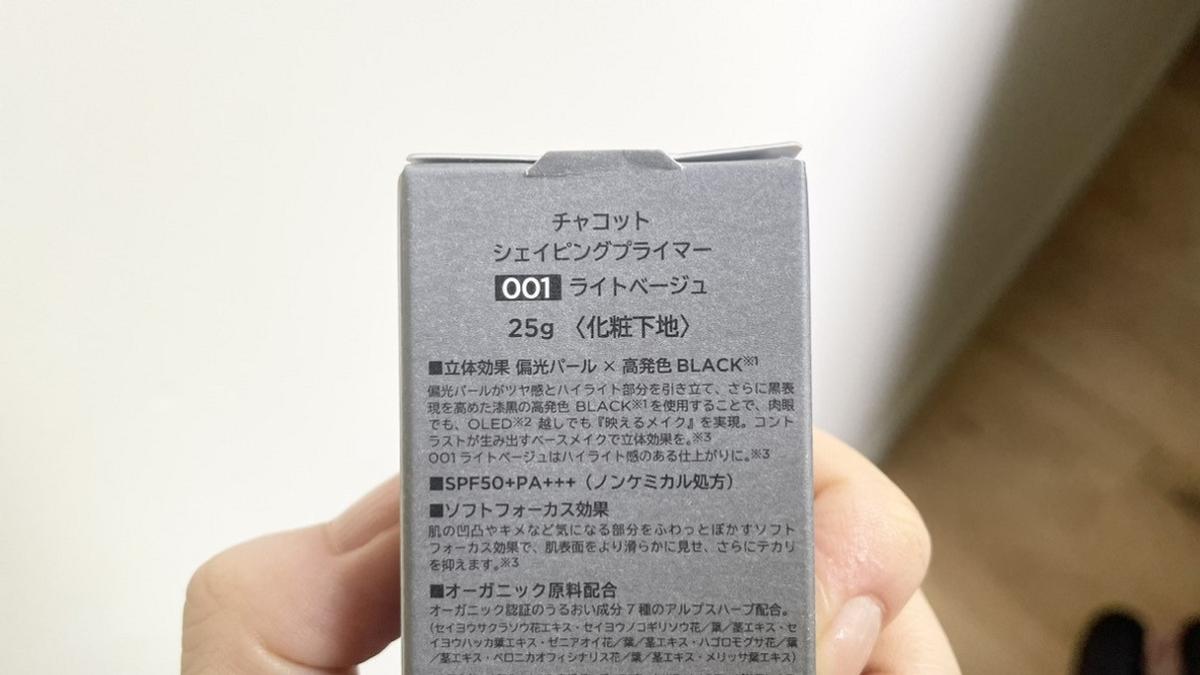 チャコット
シェイピングプライマー
001 ライトベージュ
25g 〈化粧下地〉
■立体効果 偏光パール × 高発色 BLACK※1
偏光パールがツヤ感とハイライト部分を引き立て、さらに黒表
現を高めた漆黒の高発色 BLACK※1を使用することで、肉眼
でも、OLED※2 越しでも『映えるメイク』を実現。コント
ラストが生み出すベースメイクで立体効果を。※3
001 ライトベージュはハイライト感のある仕上がりに。※3
■SPF50+PA+++（ノンケミカル処方）
■ソフトフォーカス効果
肌の凹凸やキメなど気になる部分をふわっとぼかすソフト
フォーカス効果で、肌表面をより滑らかに見せ、さらにテカリ
を抑えます。※3
■オーガニック原料配合
オーガニック認証のうるおい成分 7 種のアルプスハーブ配合。
(セイヨウサクラソウ花エキス・セイヨウノコギリソウ花／葉／茎エキス・セ
イヨウハッカ葉エキス・ゼニアオイ花／葉／茎エキス・ハゴロモグサ花／葉
／茎エキス・ベロニカオフィシナリス花／葉／茎エキス・メリッサ葉エキス)